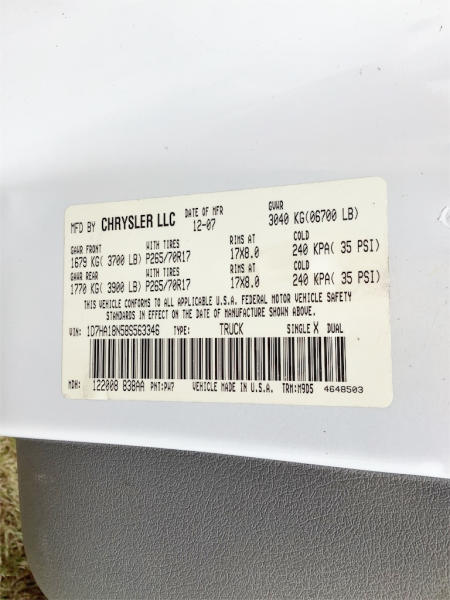 MFD BY CHRYSLER LLC DATE OF MFR 12-07 GVWR 3040 KG(06700 LB)
GAWR FRONT WITH TIRES RIMS AT COLD
1679 KG( 3700 LB) P265/70R17 17X8.0 240 KPA( 35 PSI)
GAWR REAR WITH TIRES RIMS AT COLD
1770 KG( 3900 LB) P265/70R17 17X8.0 240 KPA( 35 PSI)
THIS VEHICLE CONFORMS TO ALL APPLICABLE U.S.A. FEDERAL MOTOR VEHICLE SAFETY
STANDARDS IN EFFECT ON THE DATE OF MANUFACTURE SHOWN ABOVE.
VIN: 1D7HA18N58S563346 TYPE: TRUCK SINGLE X DUAL
MDH: 122008 838AA PNT:PW7 VEHICLE MADE IN U.S.A. TRM:M9D5 4648503